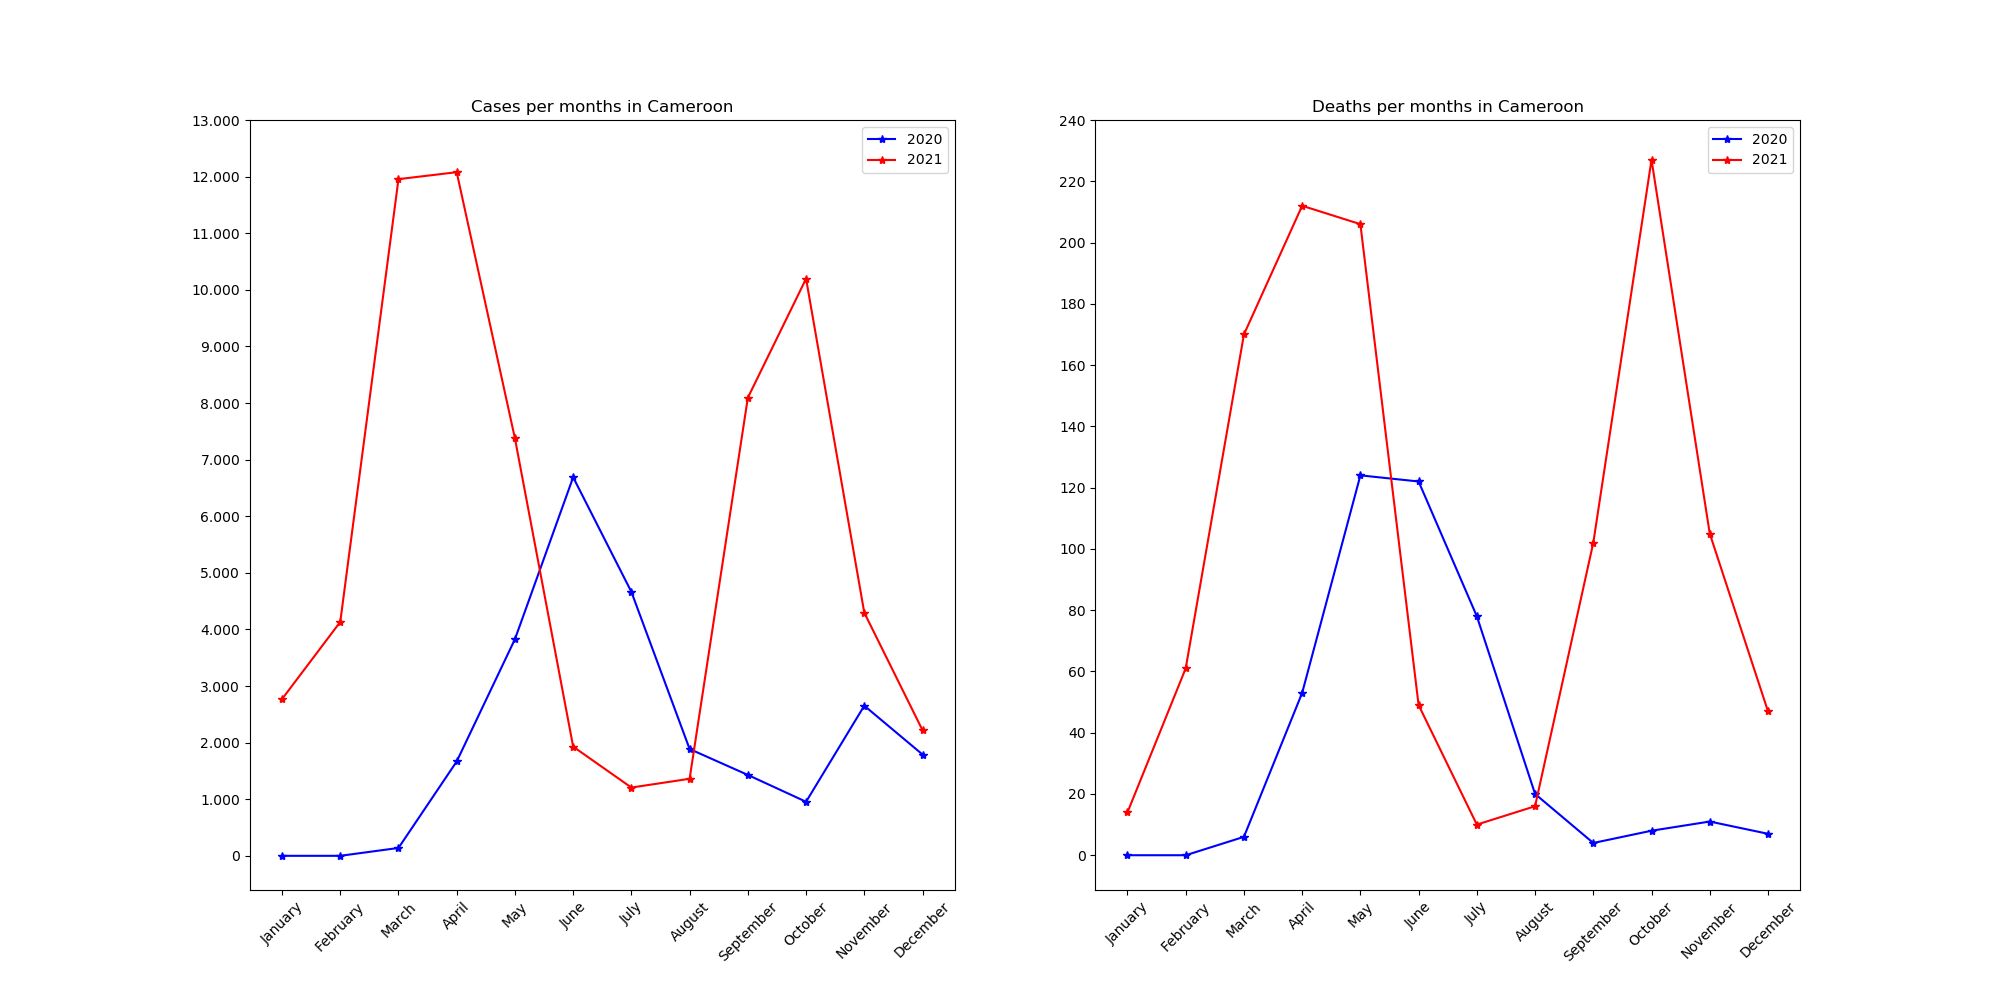 Cases per months in Cameroon
13.000
12.000
11.000
10.000
9.000
8.000
7.000
6.000
5.000
4.000
3.000
2.000
1.000
0
2020
2021
January
February
March
April
May
June
July
August
September
October
November
December
Deaths per months in Cameroon
240
220
200
180
160
140
120
100
80
60
40
20
0
2020
2021
January
February
March
April
May
June
July
August
September
October
November
December